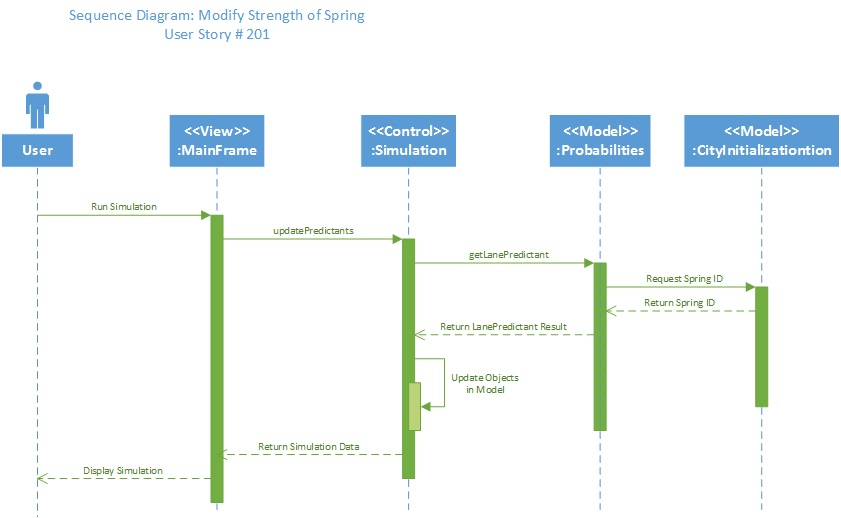 Sequence Diagram: Modify Strength of Spring
User Story # 201
User
<<View>>
:MainFrame
<<Control>>
:Simulation
<<Model>>
:Probabilities
<<Model>>
:CityInitializationtion
Run Simulation
updatePredictants
getLanePredictant
Request Spring ID
Return Spring ID
Return LanePredictant Result
Update Objects
in Model
Return Simulation Data
Display Simulation